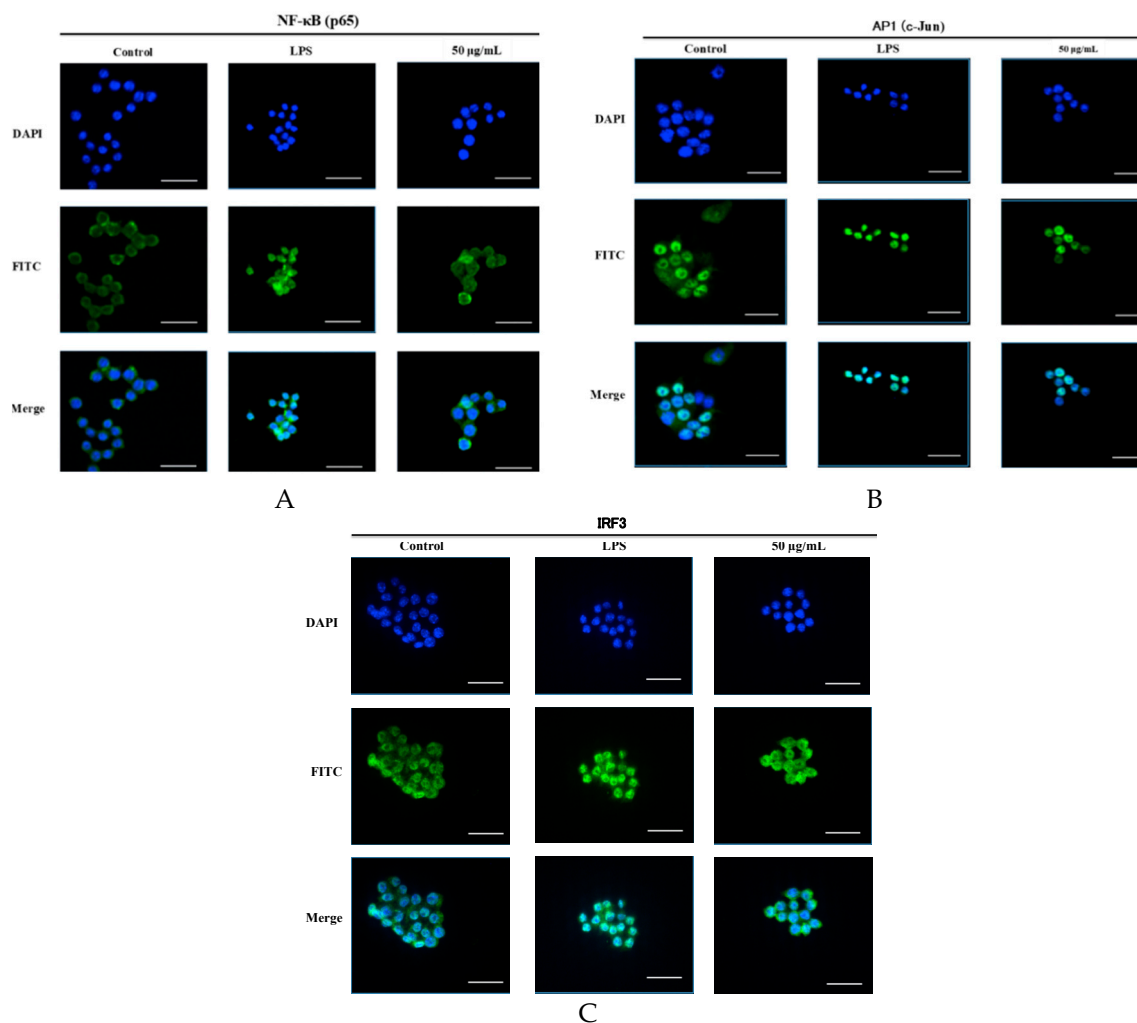 NF-κB (p65)
Control LPS 50 μg/mL
DAPI
FITC
Merge
A
AP1 (c-Jun)
Control LPS 50 μg/mL
DAPI
FITC
Merge
B
IRF3
Control LPS 50 μg/mL
DAPI
FITC
Merge
C